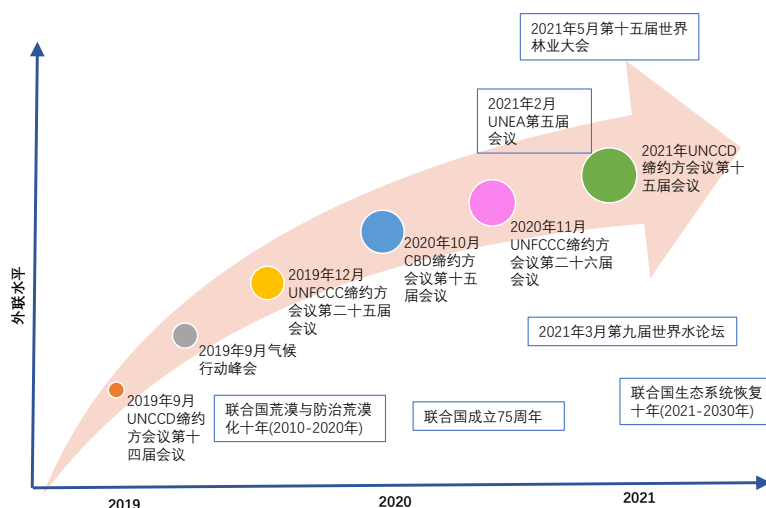 2021年5月第十五届世界
林业大会
2021年2月
UNEA第五届
会议
2021年UNCCD
缔约方会议第十
五届会议
2020年11月
UNFCCC缔约方
会议第二十六届
会议
2020年10月
CBD缔约方
会议第十五
届会议
2019年12月
UNFCCC缔约方
会议第二十五届
会议
2019年9月气候
行动峰会
2019年9月
UNCCD缔约
方会议第十
四届会议
外联水平
2021年3月第九届世界水论坛
联合国荒漠与防治荒漠
化十年(2010-2020年)
联合国成立75周年
联合国生态系统恢复
十年(2021-2030年)
2019
2020
2021